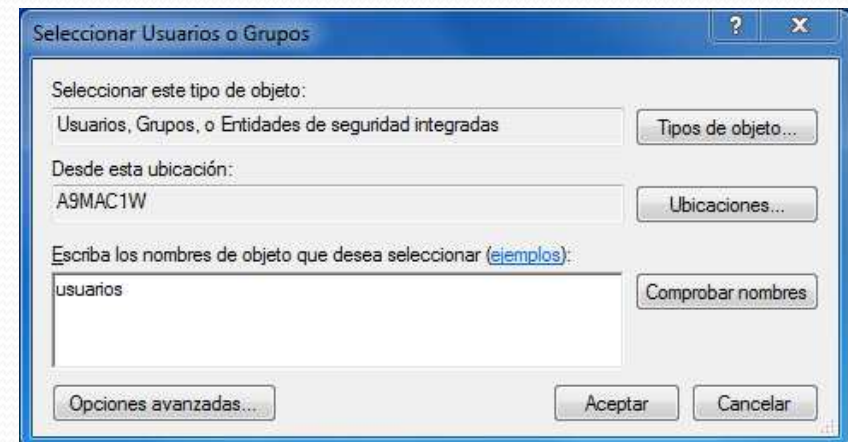 Seleccionar Usuarios o Grupos
Seleccionar este tipo de objeto:
Usuarios, Grupos, o Entidades de seguridad integradas
Tipos de objeto...
Desde esta ubicación:
A9MAC1W
Ubicaciones...
Escriba los nombres de objeto que desea seleccionar (ejemplos):
usuarios
Comprobar nombres
Opciones avanzadas...
Aceptar
Cancelar